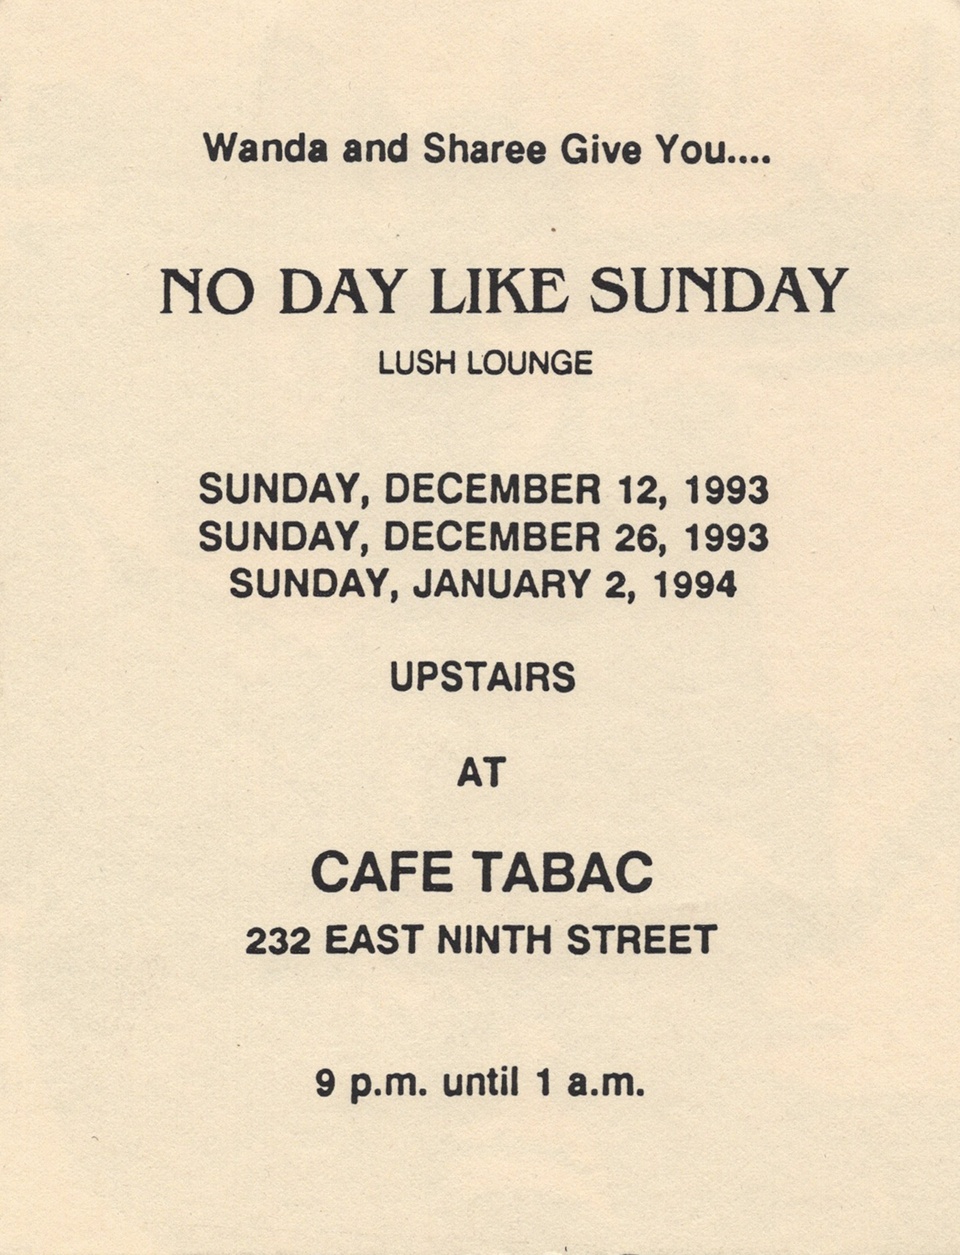 Wanda and Sharee Give You....
NO DAY LIKE SUNDAY
LUSH LOUNGE
SUNDAY, DECEMBER 12, 1993
SUNDAY, DECEMBER 26, 1993
SUNDAY, JANUARY 2, 1994
UPSTAIRS
AT
CAFE TABAC
232 EAST NINTH STREET
9 p.m. until 1 a.m.